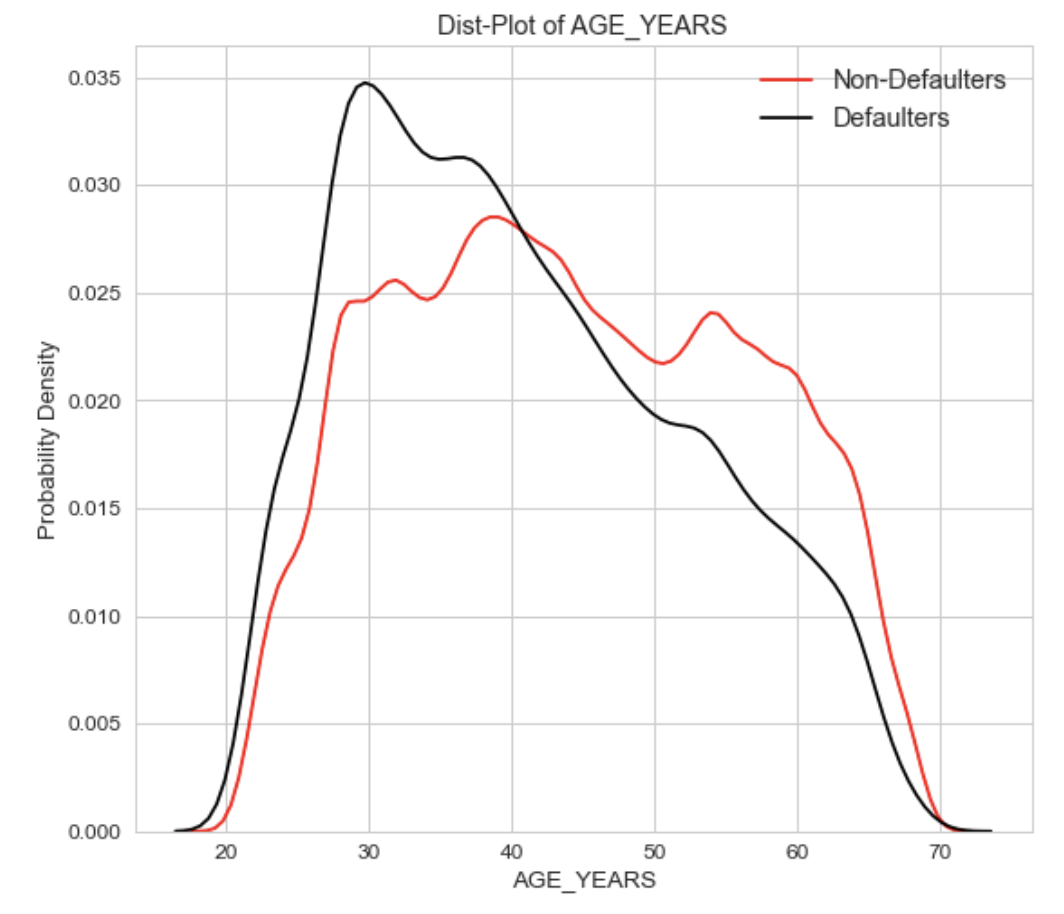 Dist-Plot of AGE_YEARS
Non-Defaulters
Defaulters
Probability Density
0.035
0.030
0.025
0.020
0.015
0.010
0.005
0.000
20 30 40 50 60 70
AGE_YEARS